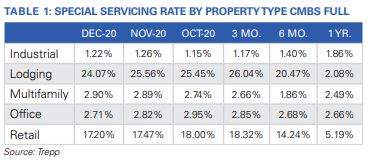 TABLE 1: SPECIAL SERVICING RATE BY PROPERTY TYPE CMBS FULL
DEC-20 NOV-20 OCT-20 3 MO. 6 MO. 1 YR.
Industrial 1.22% 1.26% 1.15% 1.17% 1.40% 1.86%
Lodging 24.07% 25.56% 25.45% 26.04% 20.47% 2.08%
Multifamily 2.90% 2.89% 2.74% 2.66% 1.86% 2.49%
Office 2.71% 2.82% 2.95% 2.85% 2.68% 2.66%
Retail 17.20% 17.47% 18.00% 18.32% 14.24% 5.19%
Source: Trepp